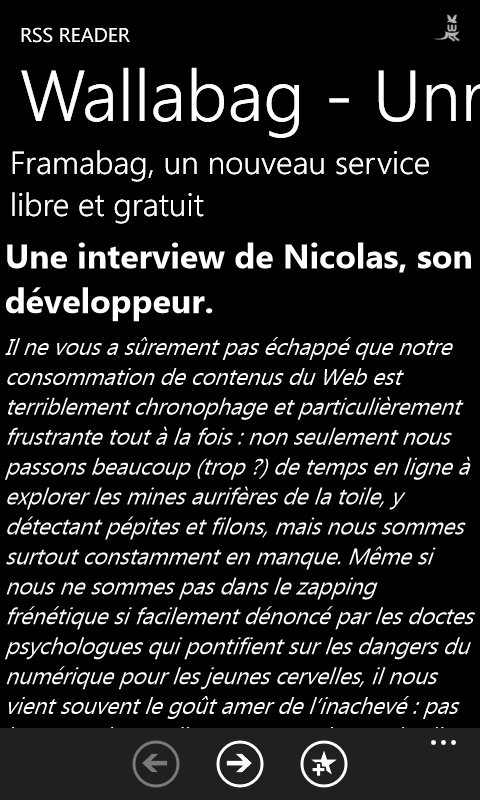 RSS READER
Wallabag - Un
Framabag, un nouveau service
libre et gratuit
Une interview de Nicolas, son
développeur.
Il ne vous a sûrement pas échappé que notre
consommation de contenus du Web est
terriblement chronophage et particulièrement
frustrante tout à la fois : non seulement nous
passons beaucoup (trop ?) de temps en ligne à
explorer les mines aurifères de la toile, y
détectant pépites et filons, mais nous sommes
surtout constamment en manque. Même si
nous ne sommes pas dans le zapping
frénétique si facilement dénoncé par les doctes
psychologues qui pontifient sur les dangers du
numérique pour les jeunes cervelles, il nous
vient souvent le goût amer de l’inachevé : pas